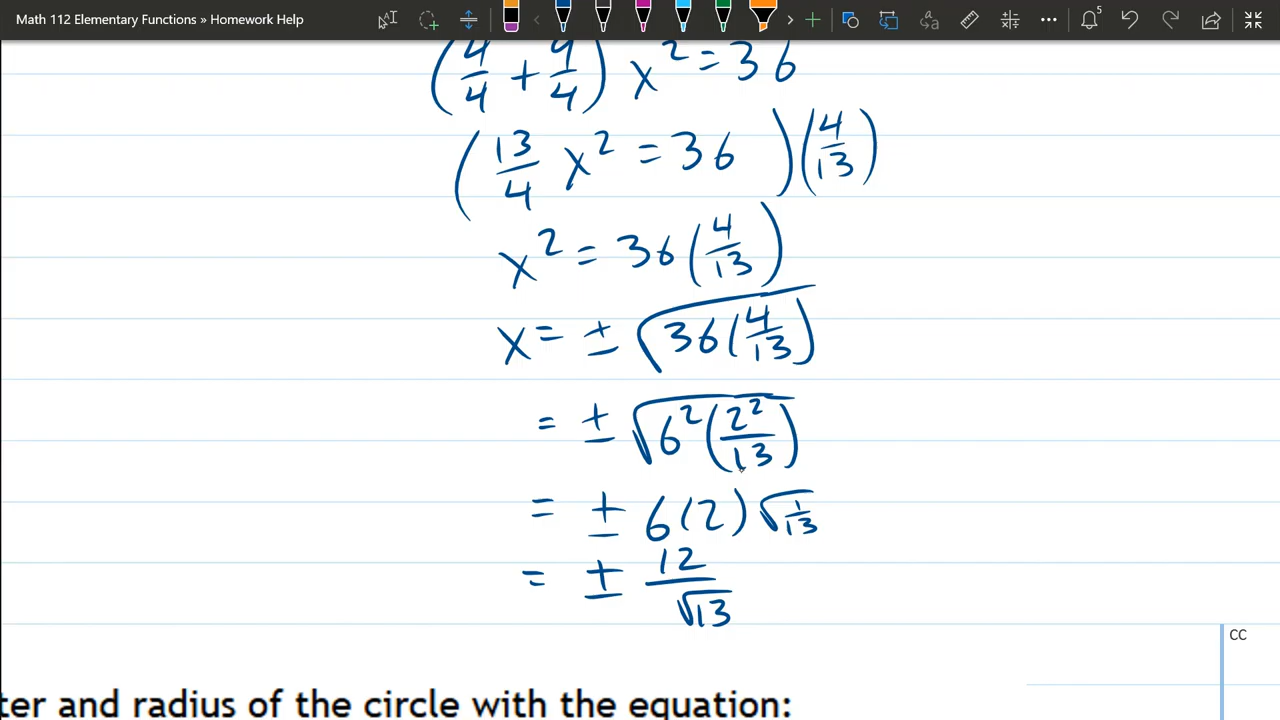 Math 112 Elementary Functions » Homework Help
5
(4/4 + 9/4) x² = 36
(13/4 x² = 36)(4/13)
x² = 36(4/13)
x = ± √36(4/13)
= ± √6²(2²/13)
= ± 6(2)√1/13
= ± 12/√13
CC
ter and radius of the circle with the equation: